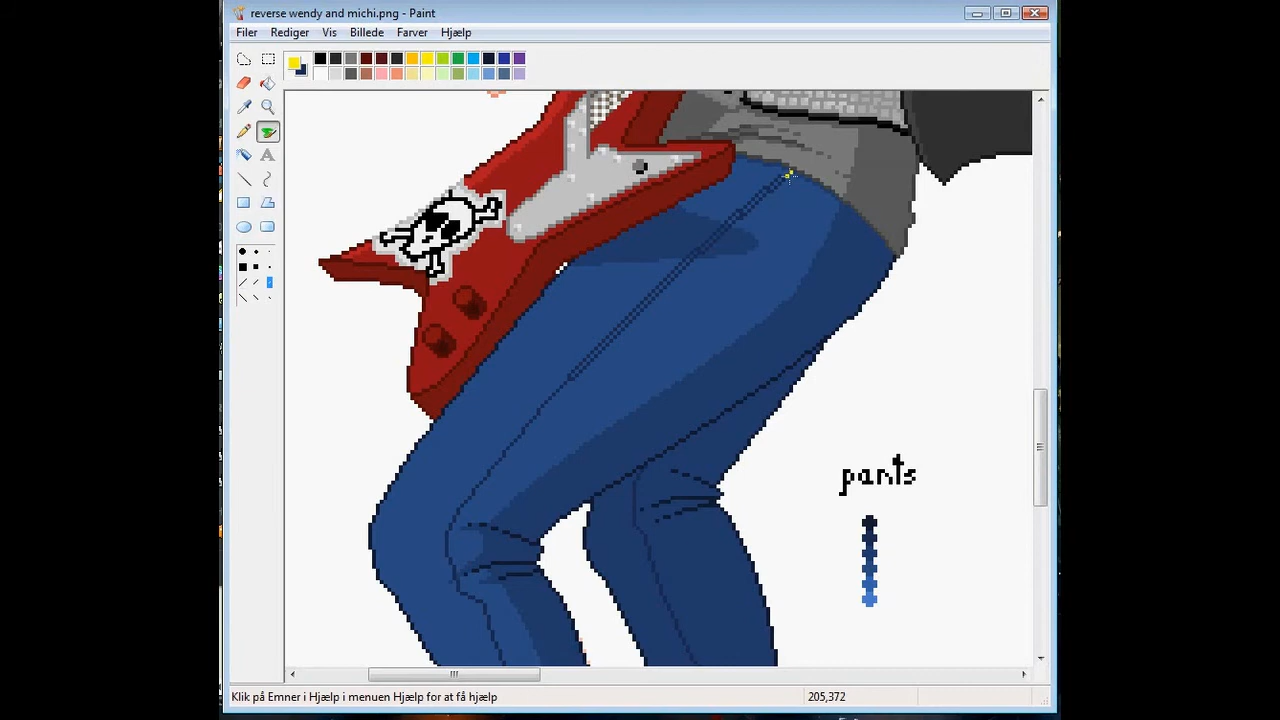 reverse wendy and michi.png - Paint
Filer Rediger Vis Billede Farver Hjælp
pants
Klik på Emner i Hjælp i menuen Hjælp for at få hjælp
205,372